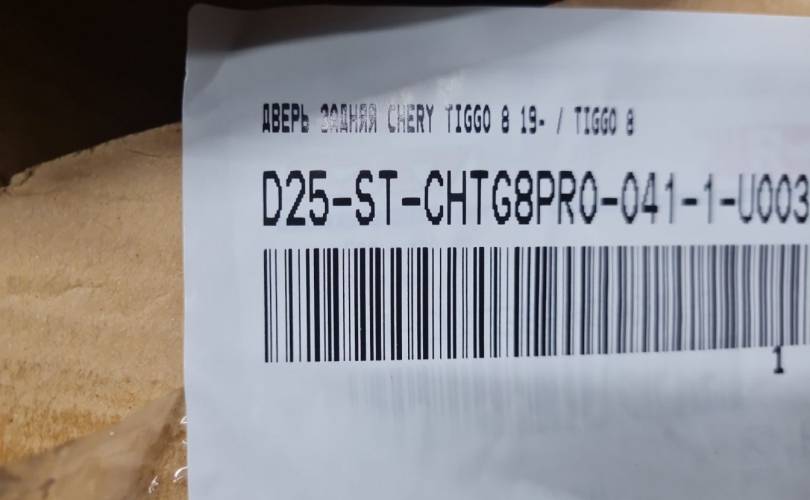 ДВЕРЬ ЗАДНЯЯ CHERY TIGGO 8 19- / TIGGO 8
D25-ST-CHTG8PRO-041-1-U003
1